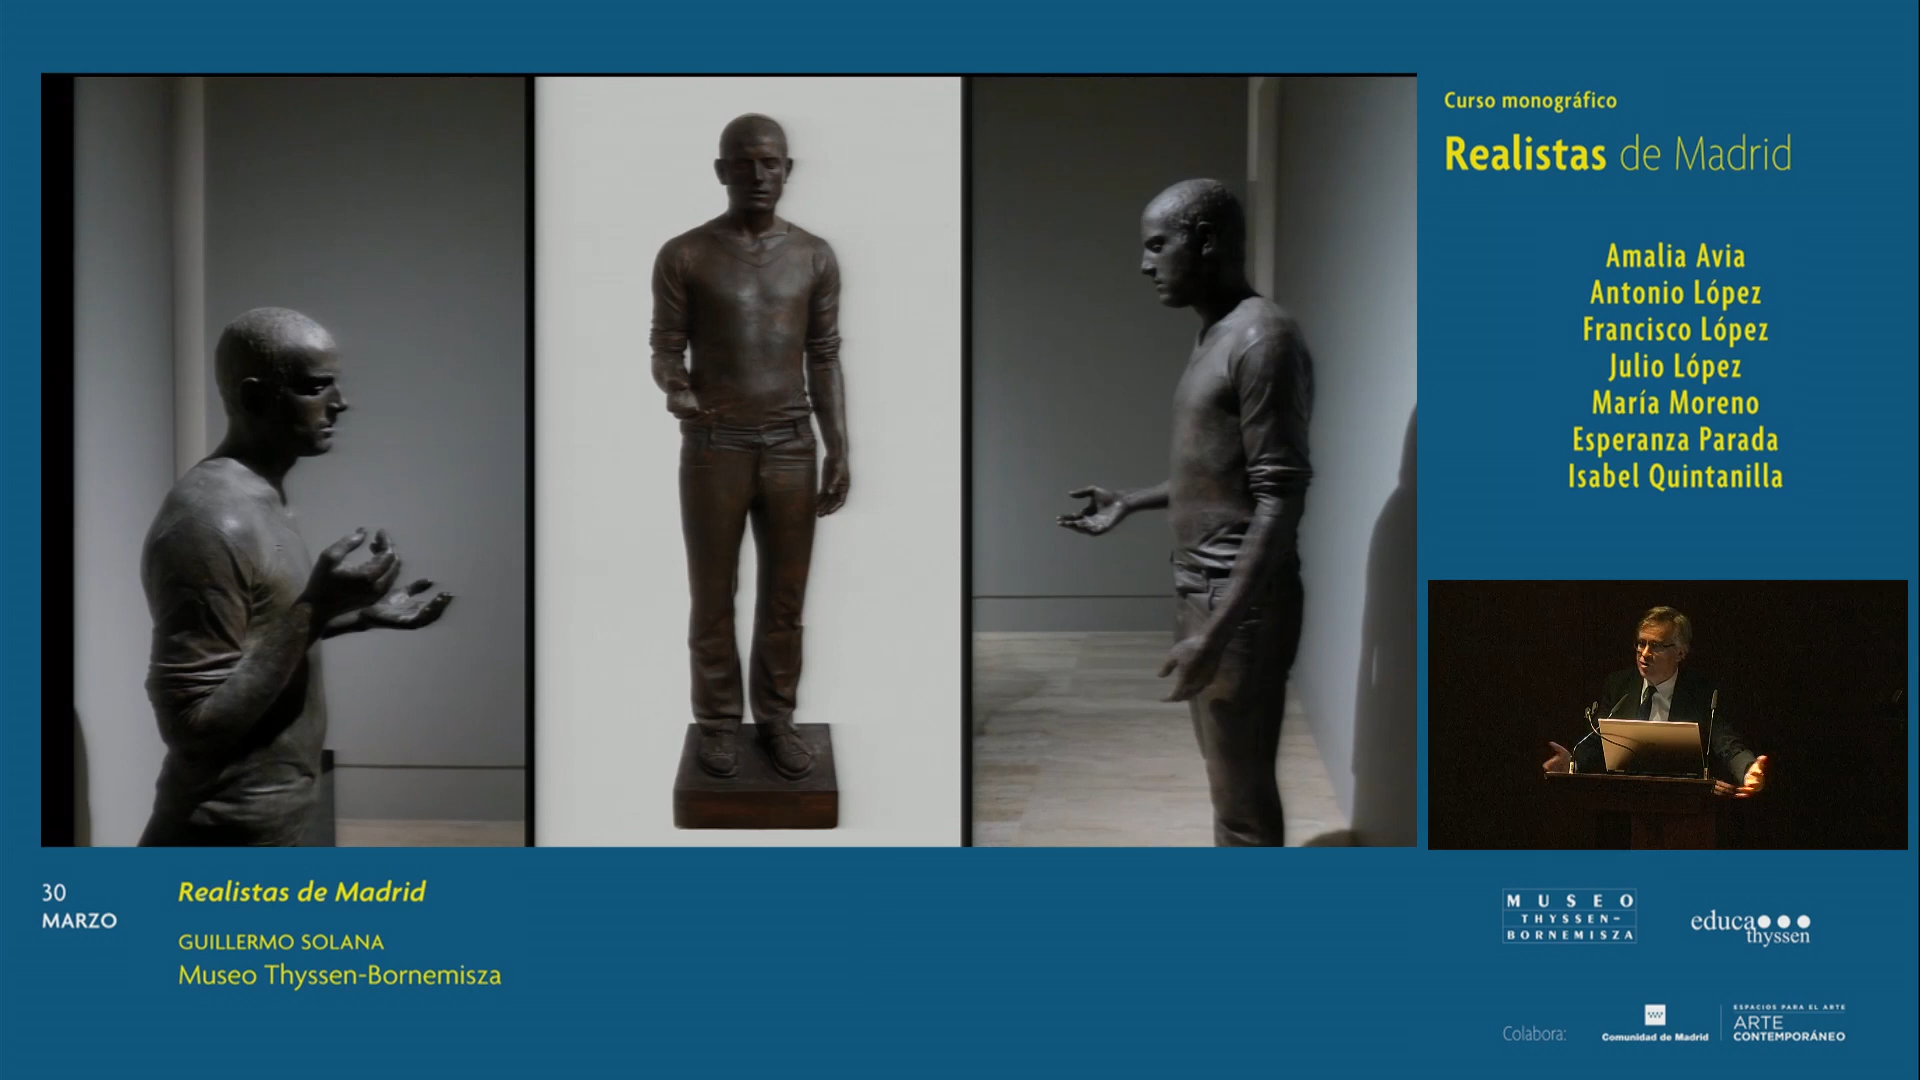 Curso monográfico
Realistas de Madrid
Amalia Avia
Antonio López
Francisco López
Julio López
María Moreno
Esperanza Parada
Isabel Quintanilla
30
MARZO
Realistas de Madrid
GUILLERMO SOLANA
Museo Thyssen-Bornemisza
MUSEO
THYSSEN-
BORNEMISZA
educa
thyssen
Colabora:
Comunidad de Madrid
ESPACIOS PARA EL ARTE
ARTE
CONTEMPORÁNEO